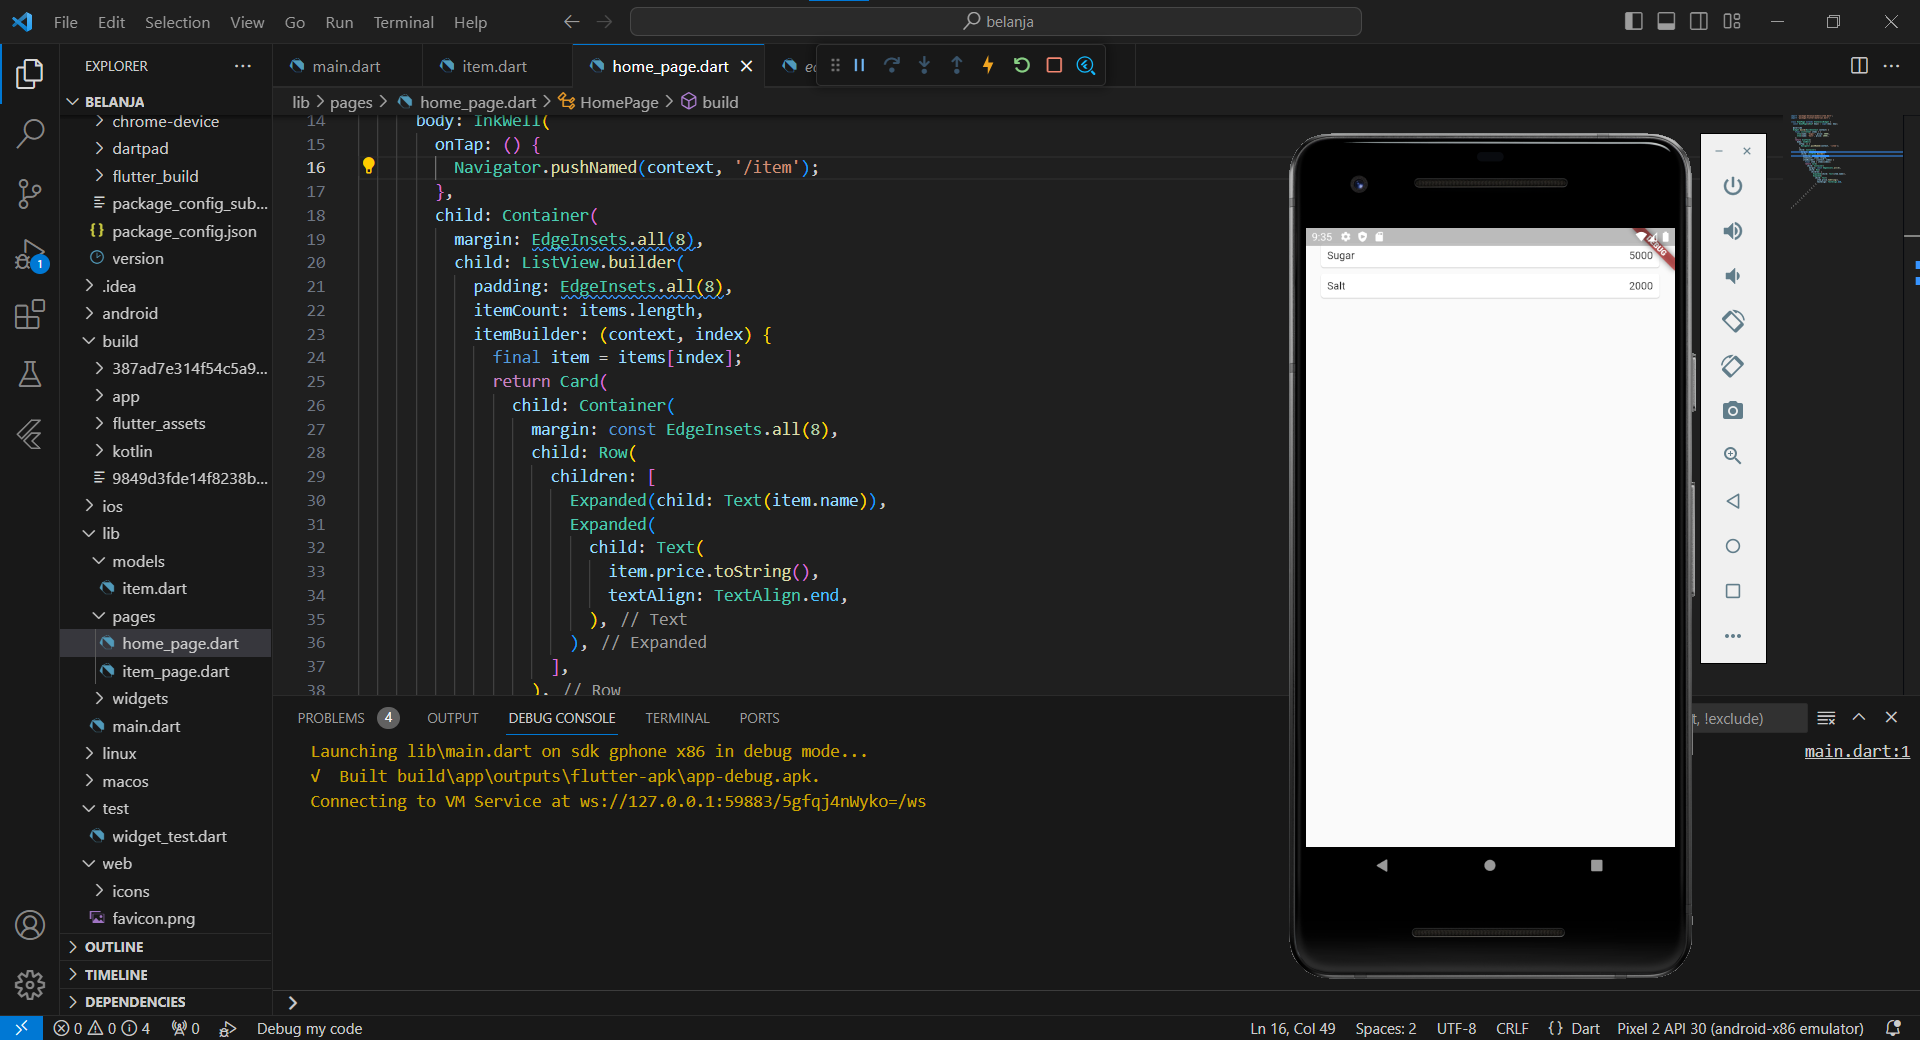 File Edit Selection View Go Run Terminal Help
belanja
EXPLORER
BELANJA
chrome-device
dartpad
flutter_build
package_config_sub...
package_config.json
version
.idea
android
build
387ad7e314f54c5a9...
app
flutter_assets
kotlin
9849d3fde14f8238b...
ios
lib
models
item.dart
pages
home_page.dart
item_page.dart
widgets
main.dart
linux
macos
test
widget_test.dart
web
icons
favicon.png
OUTLINE
TIMELINE
DEPENDENCIES
1
main.dart item.dart home_page.dart
lib > pages > home_page.dart > HomePage > build
14 body: InkWell(
15 onTap: () {
16 Navigator.pushNamed(context, '/item');
17 },
18 child: Container(
19 margin: EdgeInsets.all(8),
20 child: ListView.builder(
21 padding: EdgeInsets.all(8),
22 itemCount: items.length,
23 itemBuilder: (context, index) {
24 final item = items[index];
25 return Card(
26 child: Container(
27 margin: const EdgeInsets.all(8),
28 child: Row(
29 children: [
30 Expanded(child: Text(item.name)),
31 Expanded(
32 child: Text(
33 item.price.toString(),
34 textAlign: TextAlign.end,
35 ), // Text
36 ), // Expanded
37 ],
38 ), // Row
9:35
DEBUG
Sugar 5000
Salt 2000
PROBLEMS 4 OUTPUT DEBUG CONSOLE TERMINAL PORTS
t, !exclude)
Launching lib\main.dart on sdk gphone x86 in debug mode...
main.dart:1
√ Built build\app\outputs\flutter-apk\app-debug.apk.
Connecting to VM Service at ws://127.0.0.1:59883/5gfqj4nWyko=/ws
0 0 4 0 Debug my code
Ln 16, Col 49 Spaces: 2 UTF-8 CRLF {} Dart Pixel 2 API 30 (android-x86 emulator)